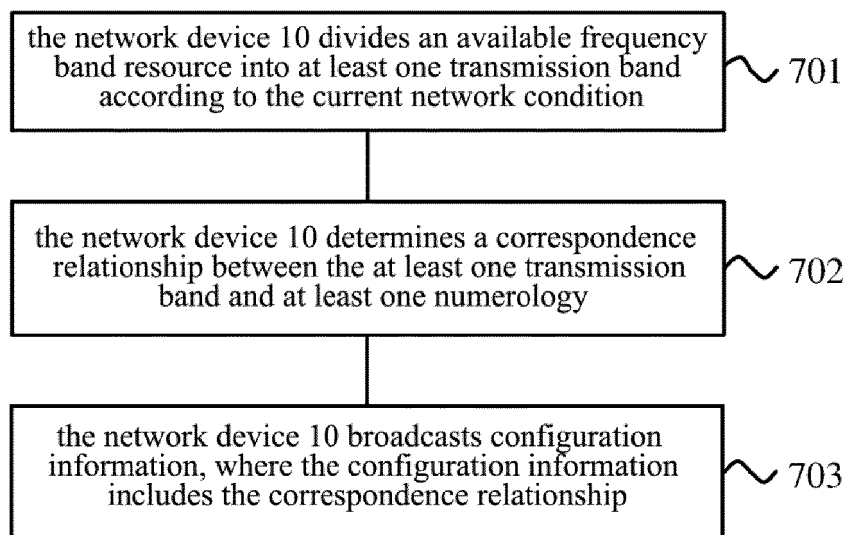 the network device 10 divides an available frequency
band resource into at least one transmission band
according to the current network condition
701
the network device 10 determines a correspondence
relationship between the at least one transmission
band and at least one numerology
702
the network device 10 broadcasts configuration
information, where the configuration information
includes the correspondence relationship
703